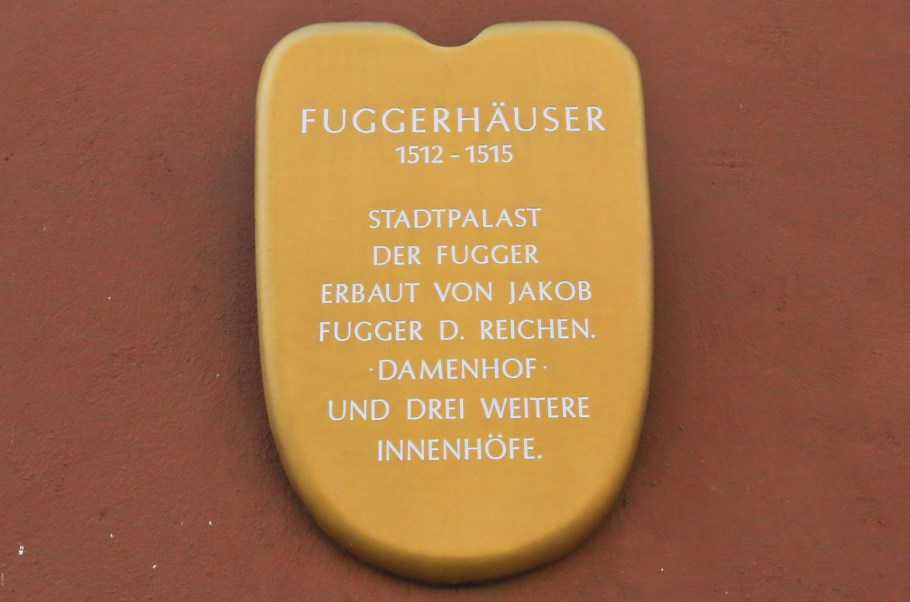 FUGGERHÄUSER
1512 - 1515
STADTPALAST
DER FUGGER
ERBAUT VON JAKOB
FUGGER D. REICHEN.
·DAMENHOF·
UND DREI WEITERE
INNENHÖFE.